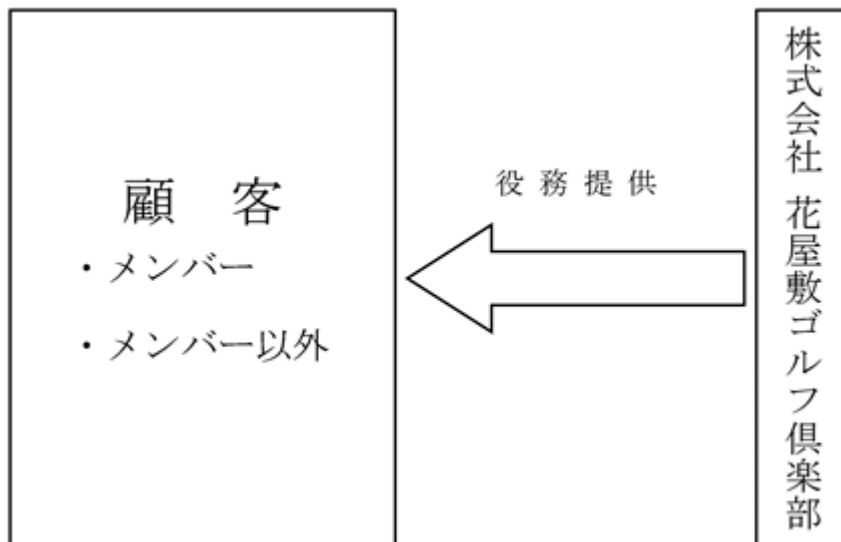 顧 客
・メンバー
・メンバー以外
役務提供
株式会社 花屋敷ゴルフ倶楽部